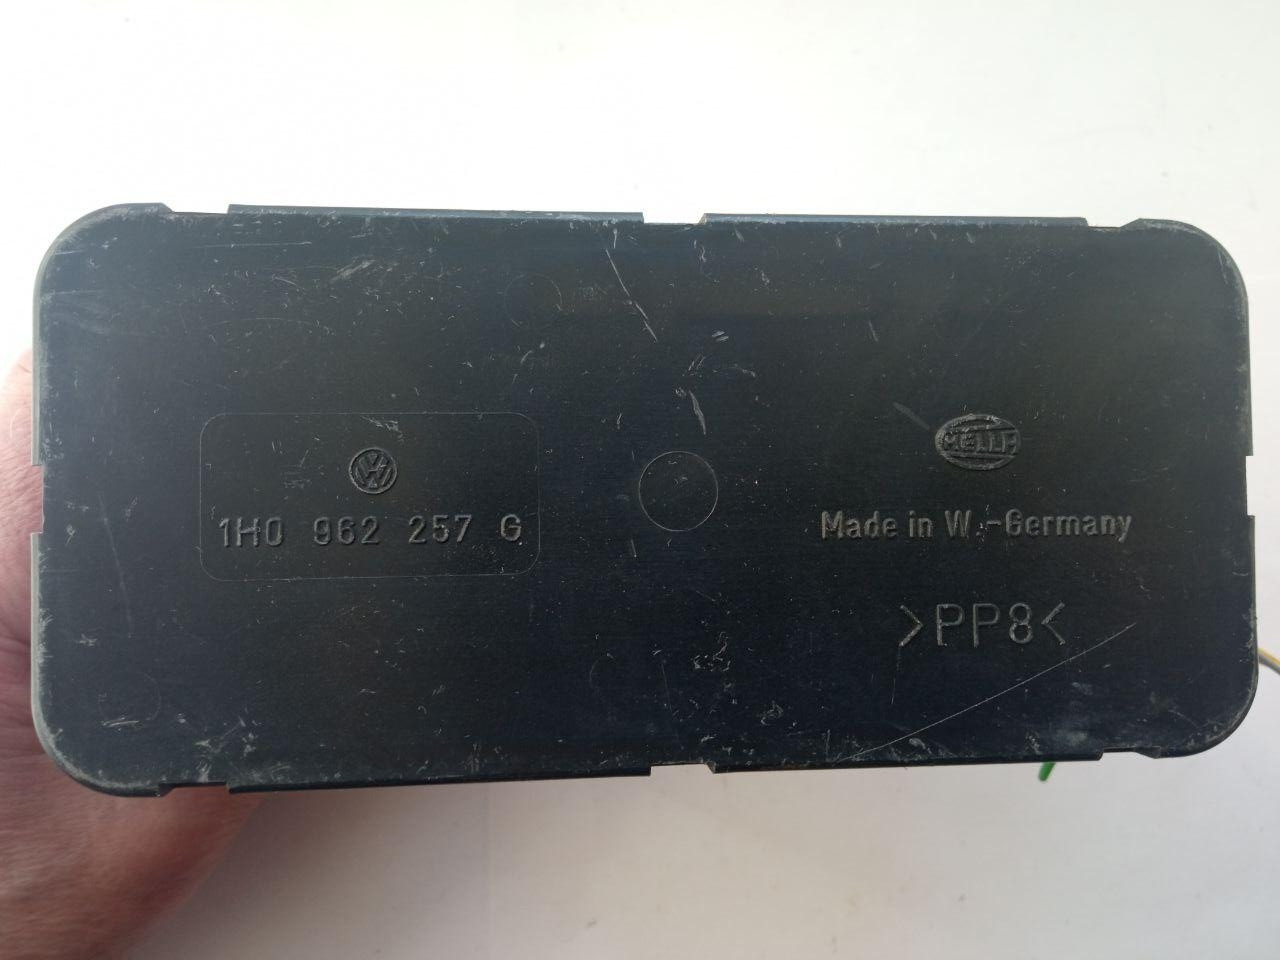 HELLA
1H0 962 257 G
Made in W.-Germany
>PP8<